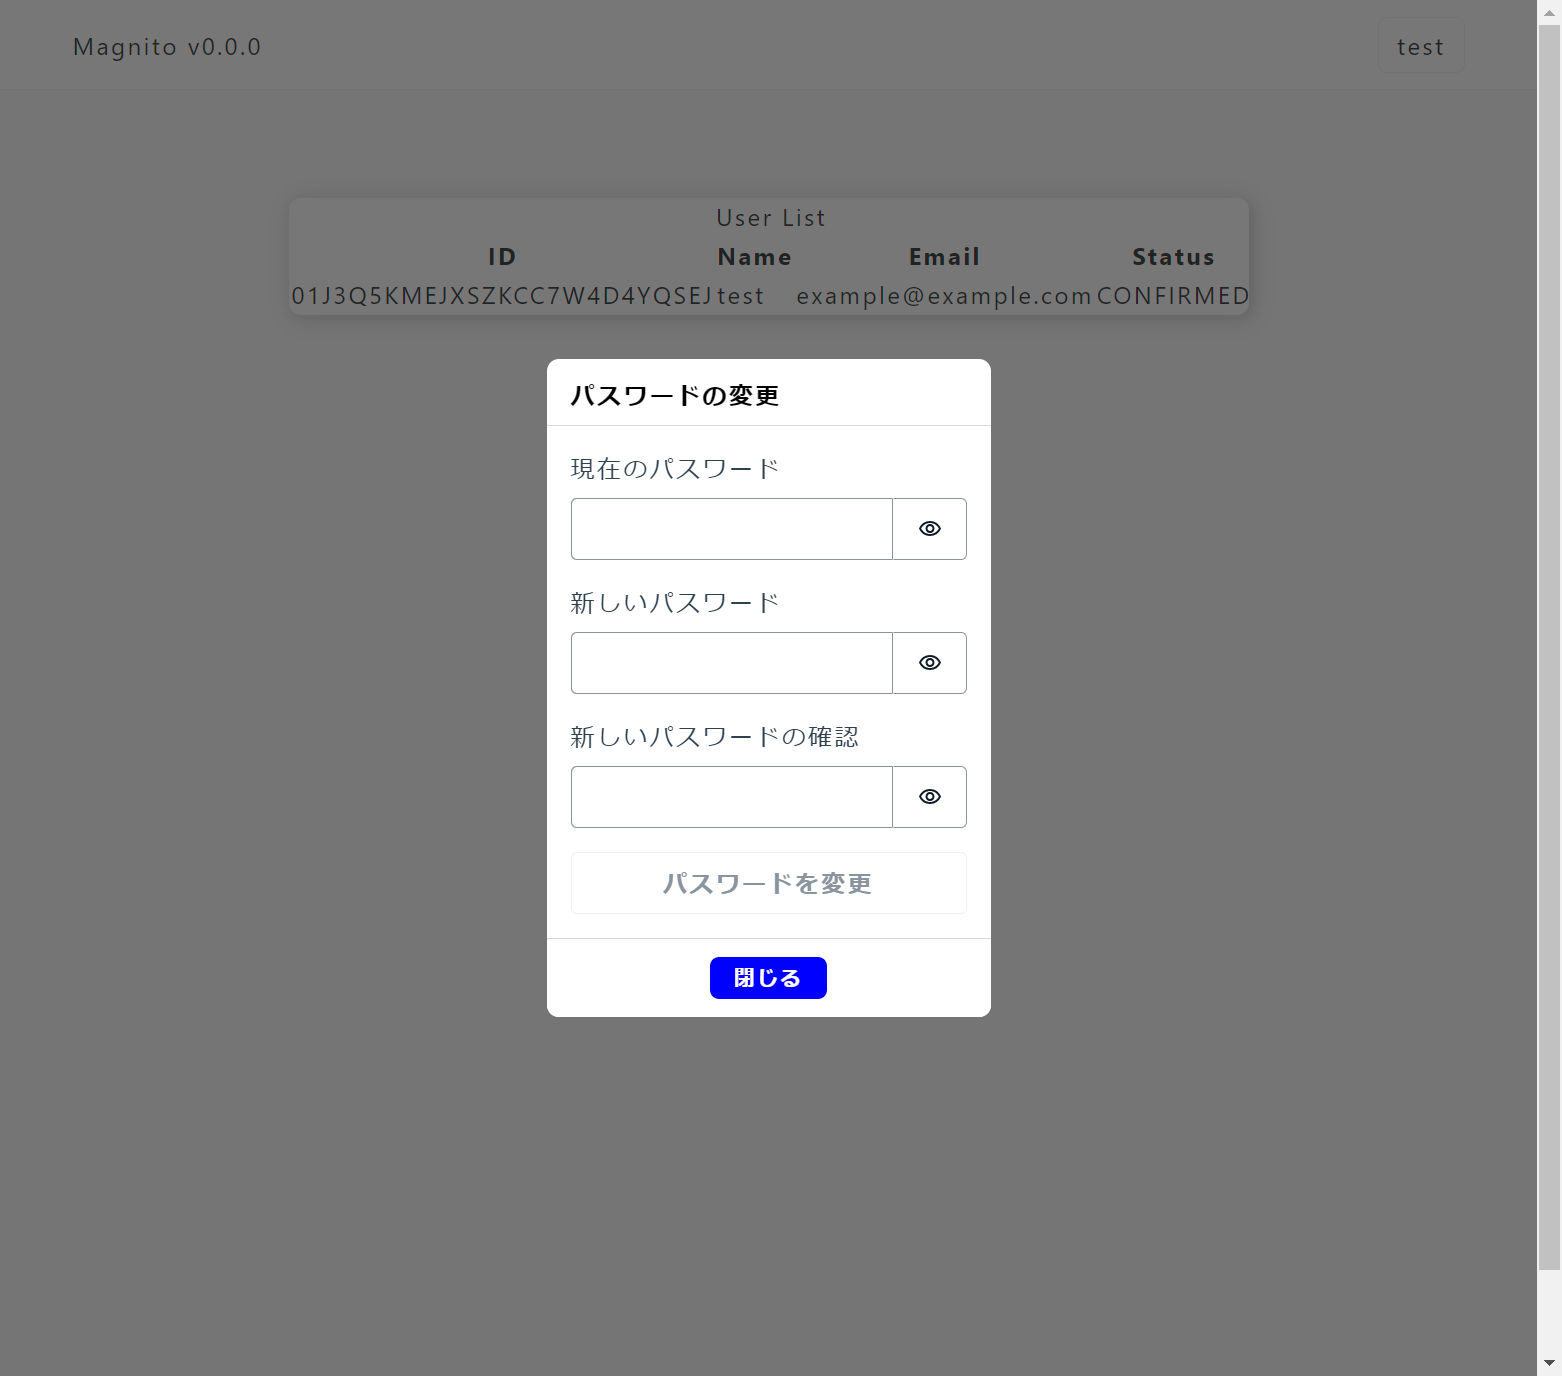 Magnito v0.0.0
test
User List
ID Name Email Status
01J3Q5KMEJXSZKCC7W4D4YQSEJ test example@example.com CONFIRMED
パスワードの変更
現在のパスワード
新しいパスワード
新しいパスワードの確認
パスワードを変更
閉じる